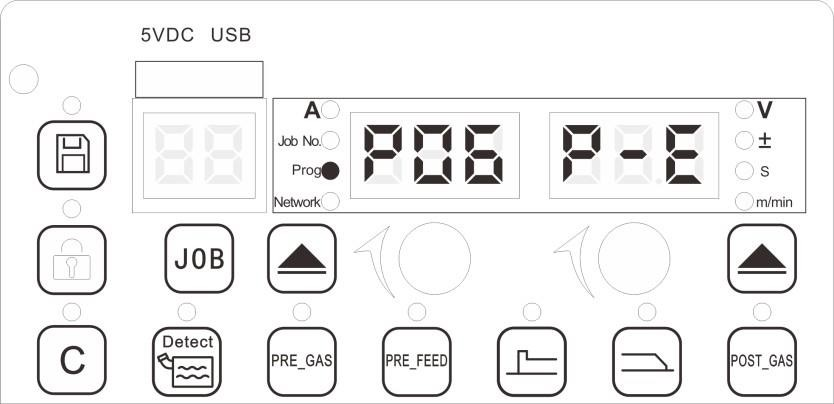 5VDC USB
A
V
Job No.
±
Prog
S
Network
m/min
P06 P-E
JOB
C
Detect
PRE_GAS
PRE_FEED
POST_GAS